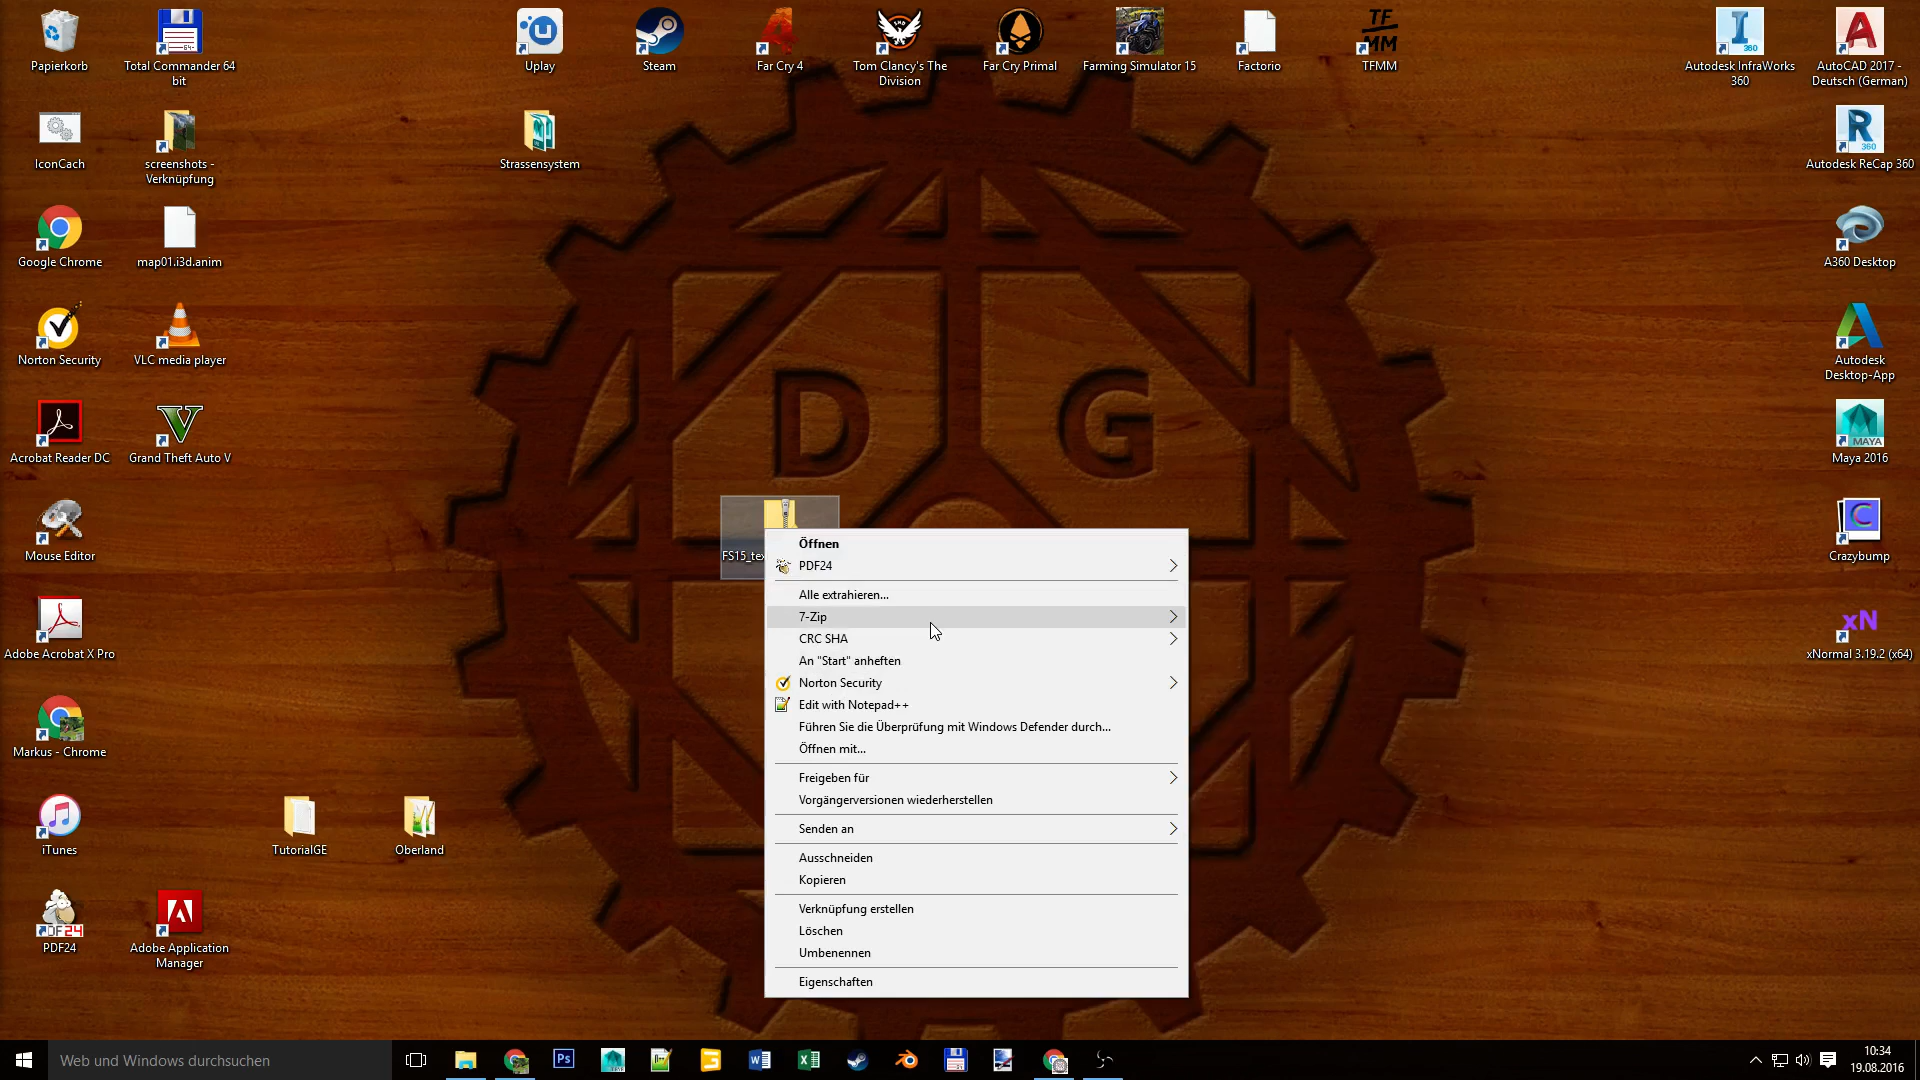 Papierkorb
Total Commander 64
bit
Uplay
Steam
Far Cry 4
Tom Clancy's The
Division
Far Cry Primal
Farming Simulator 15
Factorio
TF
MM
TFMM
Autodesk InfraWorks
360
AutoCAD 2017 -
Deutsch (German)
IconCach
screenshots -
Verknüpfung
Strassensystem
Autodesk ReCap 360
Google Chrome
map01.i3d.anim
A360 Desktop
Norton Security
VLC media player
Autodesk
Desktop-App
D G
Acrobat Reader DC
Grand Theft Auto V
MAYA
Maya 2016
Mouse Editor
Crazybump
FS15_tex
Öffnen
PDF24
Alle extrahieren...
7-Zip
CRC SHA
An "Start" anheften
Norton Security
Edit with Notepad++
Führen Sie die Überprüfung mit Windows Defender durch...
Öffnen mit...
Freigeben für
Vorgängerversionen wiederherstellen
Senden an
Ausschneiden
Kopieren
Verknüpfung erstellen
Löschen
Umbenennen
Eigenschaften
Adobe Acrobat X Pro
xN
xNormal 3.19.2 (x64)
Markus - Chrome
iTunes
TutorialGE
Oberland
PDF24
Adobe Application
Manager
Web und Windows durchsuchen
Ps
10:34
19.08.2016